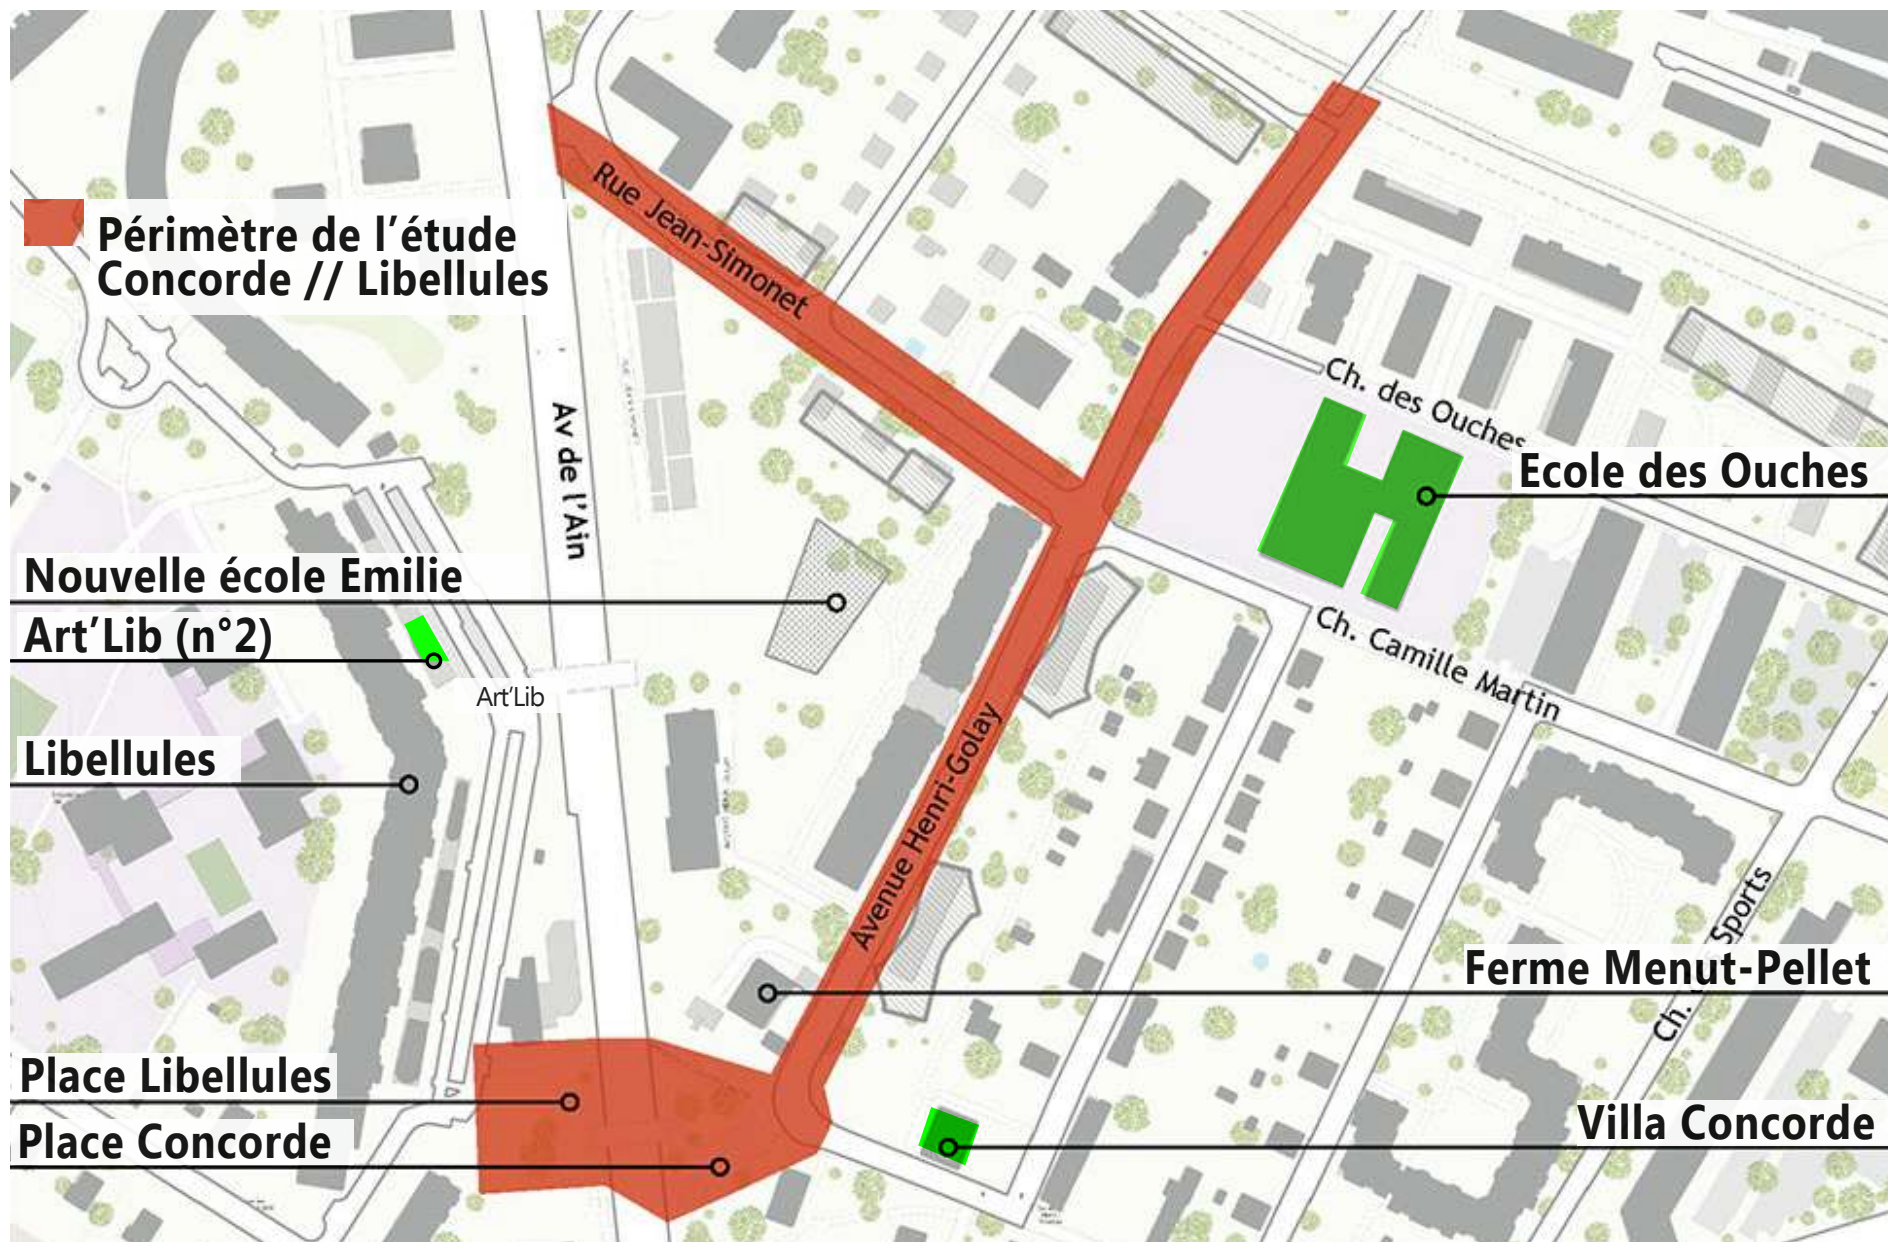 Rue Jean-Simonet
Périmètre de l'étude
Concorde // Libellules
Ch. des Ouches
Av de l'Ain
Ecole des Ouches
Nouvelle école Emilie
Art'Lib (n°2)
Ch. Camille Martin
Art'Lib
Libellules
Avenue Henri-Golay
Ch. Sports
Ferme Menut-Pellet
Place Libellules
Villa Concorde
Place Concorde